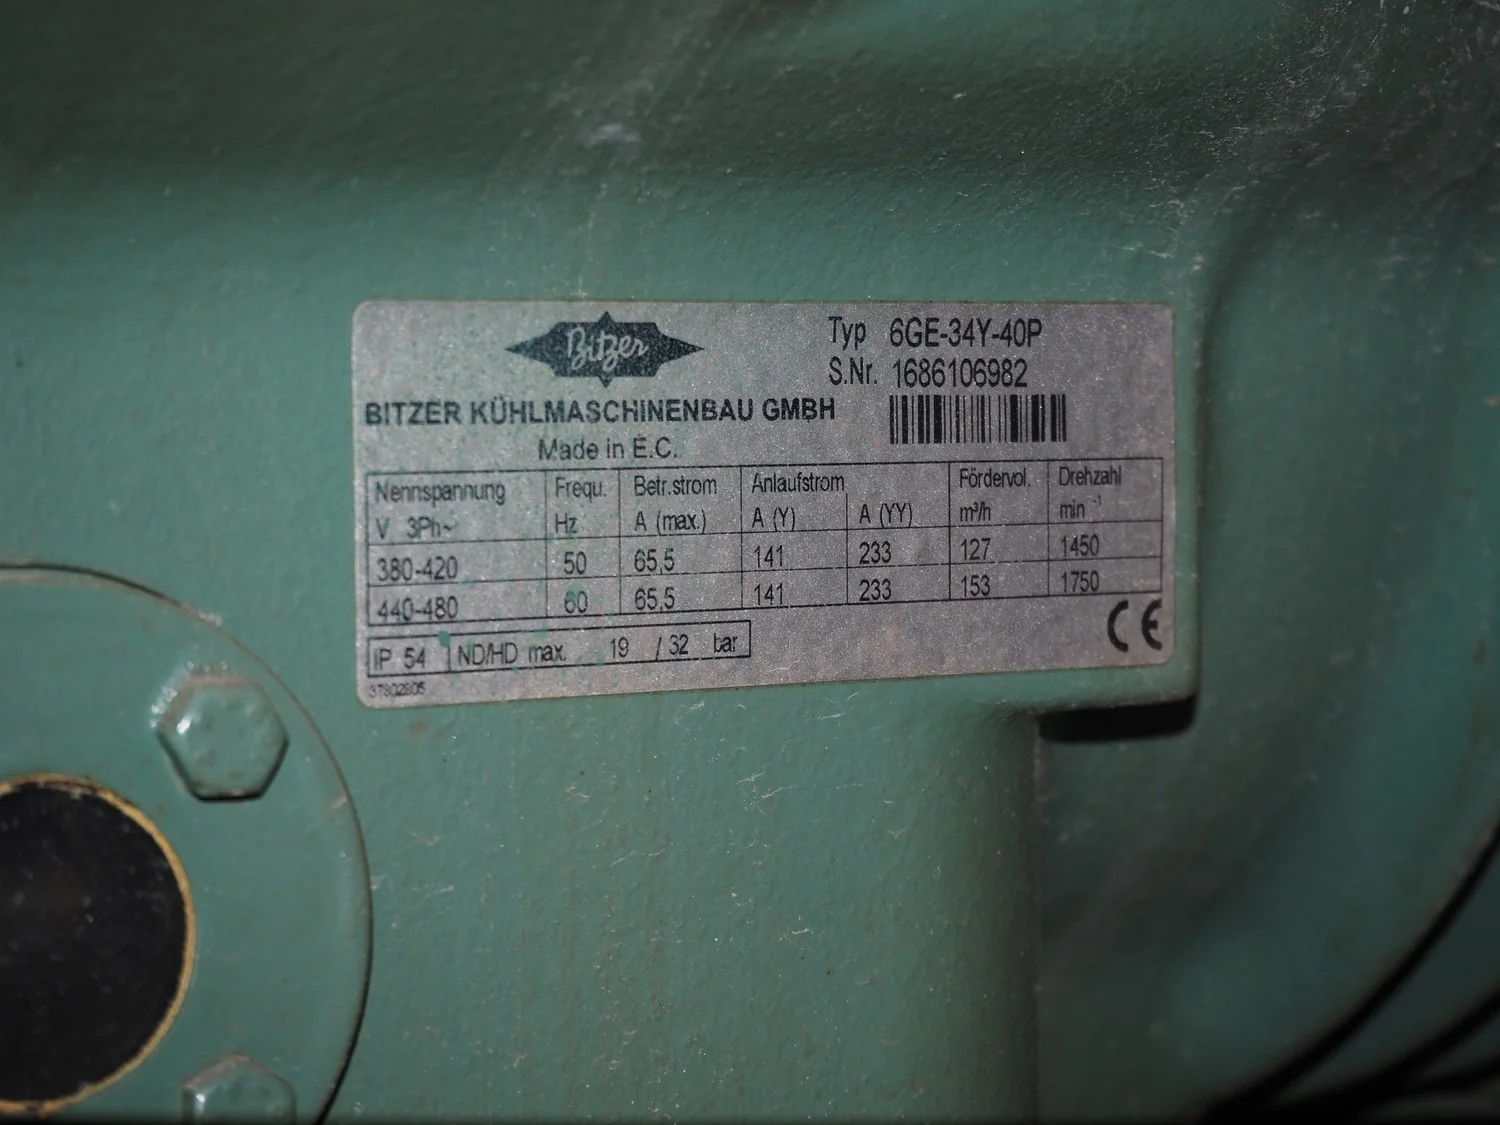 Bitzer
Typ 6GE-34Y-40P
S.Nr. 1686106982
BITZER KÜHLMASCHINENBAU GMBH
Made in E.C.
Nennspannung Frequ. Betr.strom Anlaufstrom Fördervol. Drehzahl
V 3Ph~ Hz A (max.) A (Y) A (YY) m³/h min⁻¹
380-420 50 65,5 141 233 127 1450
440-480 60 65,5 141 233 153 1750
IP 54 ND/HD max. 19 / 32 bar
CE
37802805